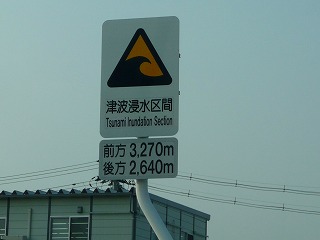 津波浸水区間
Tsunami Inundation Section
前方 3,270m
後方 2,640m